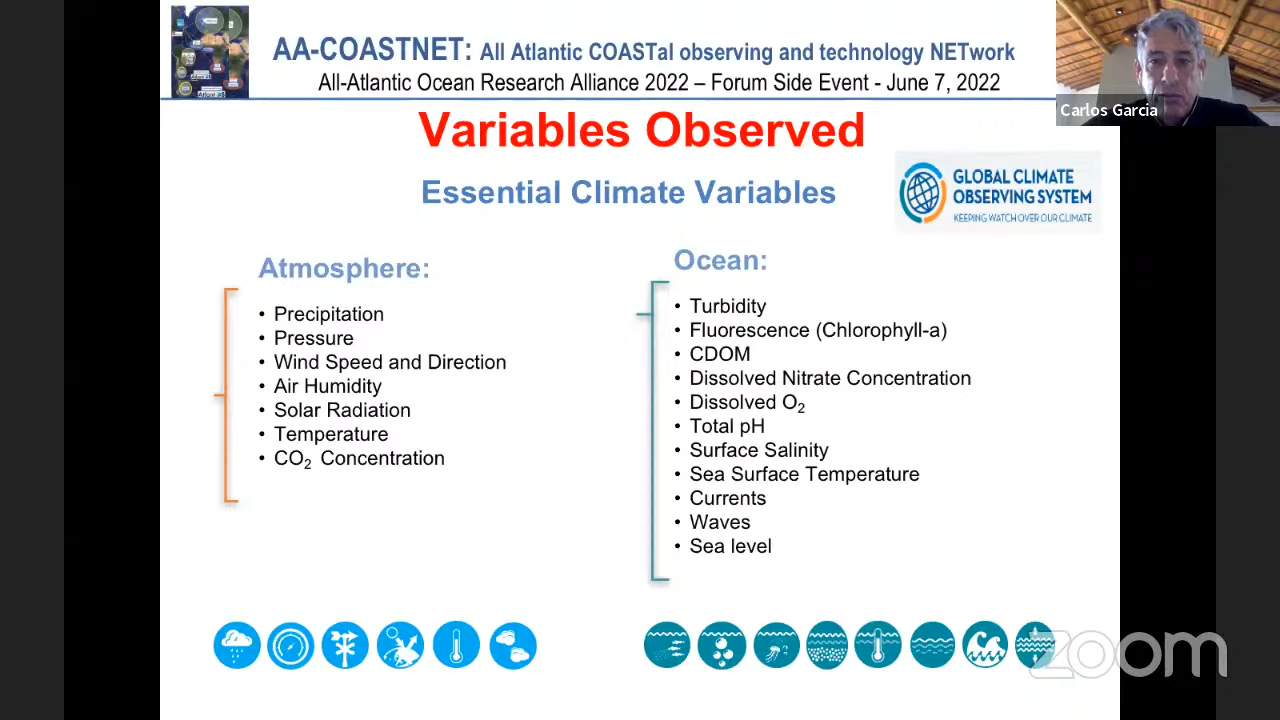 AA-COASTNET: All Atlantic COASTal observing and technology NETwork
All-Atlantic Ocean Research Alliance 2022 – Forum Side Event - June 7, 2022
Carlos Garcia
Variables Observed
Essential Climate Variables
GLOBAL CLIMATE
OBSERVING SYSTEM
KEEPING WATCH OVER OUR CLIMATE
Atmosphere:
• Precipitation
• Pressure
• Wind Speed and Direction
• Air Humidity
• Solar Radiation
• Temperature
• CO₂ Concentration
Ocean:
• Turbidity
• Fluorescence (Chlorophyll-a)
• CDOM
• Dissolved Nitrate Concentration
• Dissolved O₂
• Total pH
• Surface Salinity
• Sea Surface Temperature
• Currents
• Waves
• Sea level
zoom